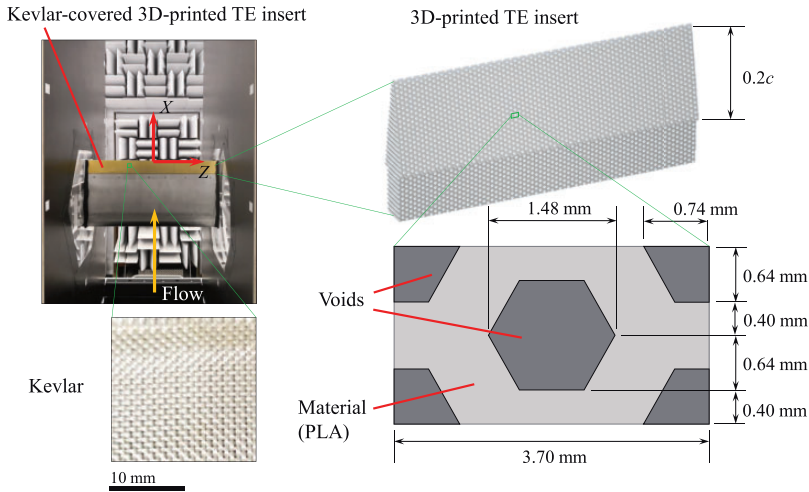 Kevlar-covered 3D-printed TE insert
3D-printed TE insert
X
Z
0.2c
Flow
1.48 mm
0.74 mm
Voids
0.64 mm
0.40 mm
0.64 mm
0.40 mm
Kevlar
Material
(PLA)
3.70 mm
10 mm